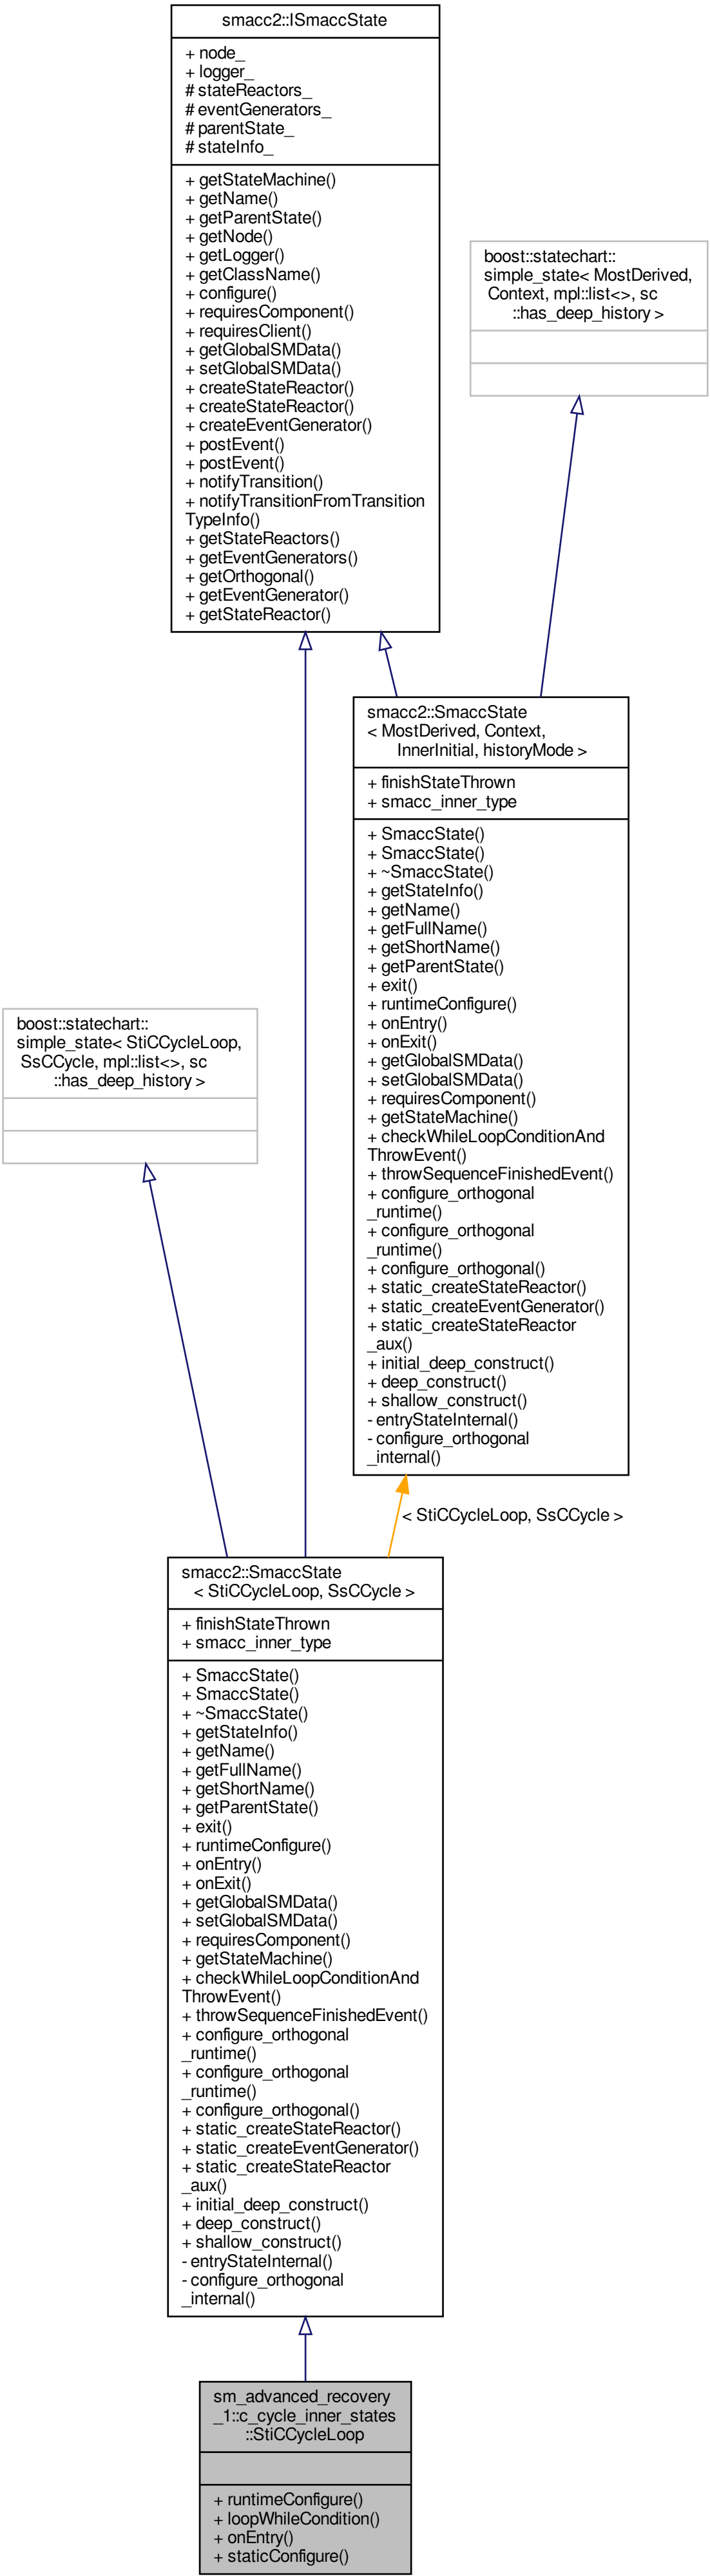 smacc2::ISmaccState
+ node_
+ logger_
# stateReactors_
# eventGenerators_
# parentState_
# stateInfo_
+ getStateMachine()
+ getName()
+ getParentState()
+ getNode()
+ getLogger()
+ getClassName()
+ configure()
+ requiresComponent()
+ requiresClient()
+ getGlobalSMData()
+ setGlobalSMData()
+ createStateReactor()
+ createStateReactor()
+ createEventGenerator()
+ postEvent()
+ postEvent()
+ notifyTransition()
+ notifyTransitionFromTransition
TypeInfo()
+ getStateReactors()
+ getEventGenerators()
+ getOrthogonal()
+ getEventGenerator()
+ getStateReactor()
boost::statechart::
simple_state< MostDerived,
Context, mpl::list<>, sc
::has_deep_history >
smacc2::SmaccState
< MostDerived, Context,
InnerInitial, historyMode >
+ finishStateThrown
+ smacc_inner_type
+ SmaccState()
+ SmaccState()
+ ~SmaccState()
+ getStateInfo()
+ getName()
+ getFullName()
+ getShortName()
+ getParentState()
+ exit()
+ runtimeConfigure()
+ onEntry()
+ onExit()
+ getGlobalSMData()
+ setGlobalSMData()
+ requiresComponent()
+ getStateMachine()
+ checkWhileLoopConditionAnd
ThrowEvent()
+ throwSequenceFinishedEvent()
+ configure_orthogonal
_runtime()
+ configure_orthogonal
_runtime()
+ configure_orthogonal()
+ static_createStateReactor()
+ static_createEventGenerator()
+ static_createStateReactor
_aux()
+ initial_deep_construct()
+ deep_construct()
+ shallow_construct()
- entryStateInternal()
- configure_orthogonal
_internal()
boost::statechart::
simple_state< StiCCycleLoop,
SsCCycle, mpl::list<>, sc
::has_deep_history >
< StiCCycleLoop, SsCCycle >
smacc2::SmaccState
< StiCCycleLoop, SsCCycle >
+ finishStateThrown
+ smacc_inner_type
+ SmaccState()
+ SmaccState()
+ ~SmaccState()
+ getStateInfo()
+ getName()
+ getFullName()
+ getShortName()
+ getParentState()
+ exit()
+ runtimeConfigure()
+ onEntry()
+ onExit()
+ getGlobalSMData()
+ setGlobalSMData()
+ requiresComponent()
+ getStateMachine()
+ checkWhileLoopConditionAnd
ThrowEvent()
+ throwSequenceFinishedEvent()
+ configure_orthogonal
_runtime()
+ configure_orthogonal
_runtime()
+ configure_orthogonal()
+ static_createStateReactor()
+ static_createEventGenerator()
+ static_createStateReactor
_aux()
+ initial_deep_construct()
+ deep_construct()
+ shallow_construct()
- entryStateInternal()
- configure_orthogonal
_internal()
sm_advanced_recovery
_1::c_cycle_inner_states
::StiCCycleLoop
+ runtimeConfigure()
+ loopWhileCondition()
+ onEntry()
+ staticConfigure()